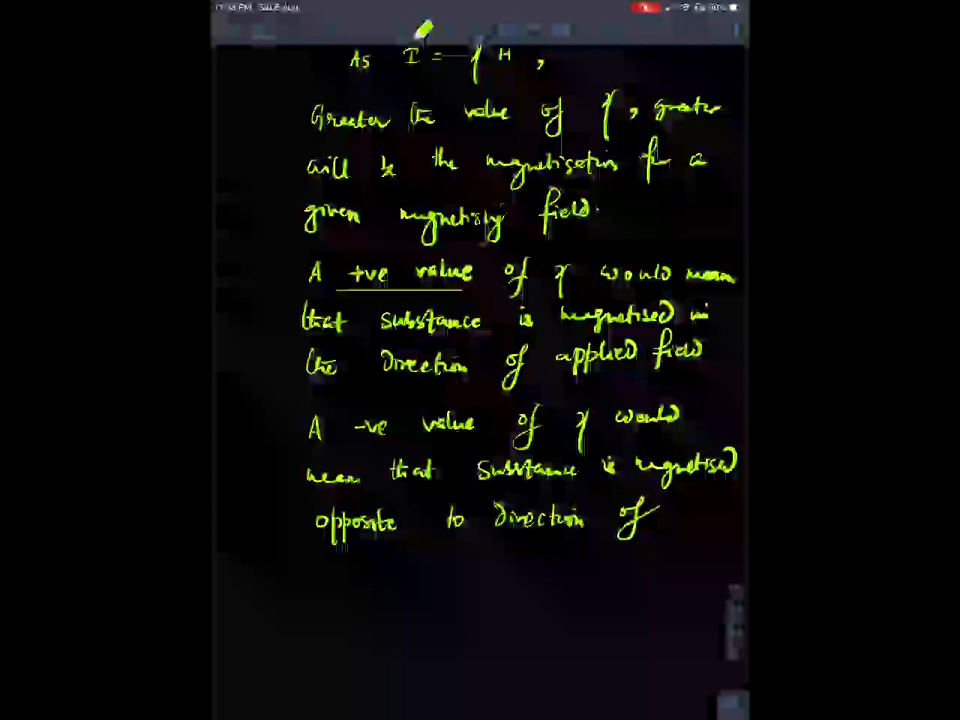 As I = χ H ,
Greater the value of χ , greater
will be the magnetisation for a
given magnetising field.
A +ve value of χ would mean
that substance is magnetised in
the direction of applied field
A -ve value of χ would
mean that substance is magnetised
opposite to direction of